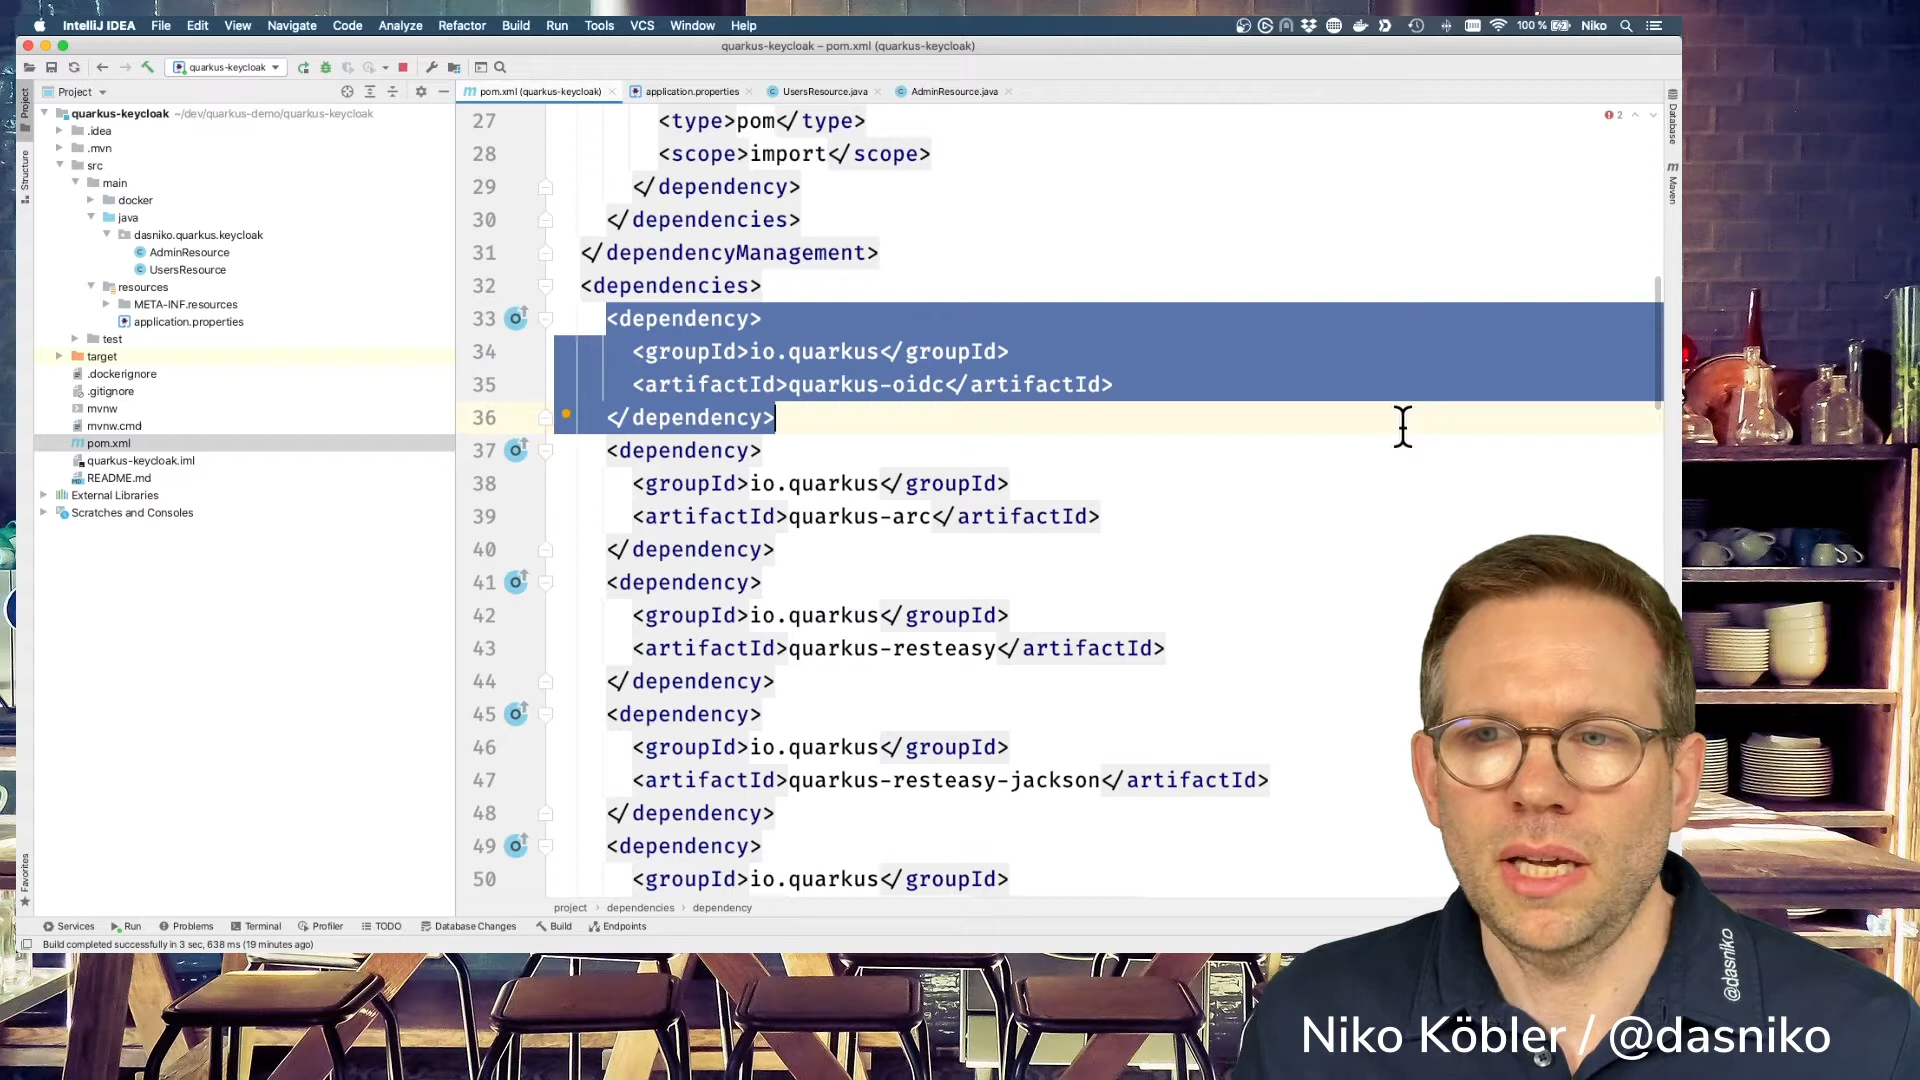 IntelliJ IDEA File Edit View Navigate Code Analyze Refactor Build Run Tools VCS Window Help
100 % Niko
quarkus-keycloak – pom.xml (quarkus-keycloak)
quarkus-keycloak
Project
pom.xml (quarkus-keycloak) application.properties UsersResource.java AdminResource.java
Project
Structure
Favorites
quarkus-keycloak ~/dev/quarkus-demo/quarkus-keycloak
.idea
.mvn
src
main
docker
java
dasniko.quarkus.keycloak
AdminResource
UsersResource
resources
META-INF.resources
application.properties
test
target
.dockerignore
.gitignore
mvnw
mvnw.cmd
pom.xml
quarkus-keycloak.iml
README.md
External Libraries
Scratches and Consoles
27 <type>pom</type>
28 <scope>import</scope>
29 </dependency>
30 </dependencies>
31 </dependencyManagement>
32 <dependencies>
33 <dependency>
34 <groupId>io.quarkus</groupId>
35 <artifactId>quarkus-oidc</artifactId>
36 </dependency>
37 <dependency>
38 <groupId>io.quarkus</groupId>
39 <artifactId>quarkus-arc</artifactId>
40 </dependency>
41 <dependency>
42 <groupId>io.quarkus</groupId>
43 <artifactId>quarkus-resteasy</artifactId>
44 </dependency>
45 <dependency>
46 <groupId>io.quarkus</groupId>
47 <artifactId>quarkus-resteasy-jackson</artifactId>
48 </dependency>
49 <dependency>
50 <groupId>io.quarkus</groupId>
2
Database
Maven
project › dependencies › dependency
Services Run Problems Terminal Profiler TODO Database Changes Build Endpoints
Build completed successfully in 3 sec, 638 ms (19 minutes ago)
@dasniko
Niko Köbler / @dasniko